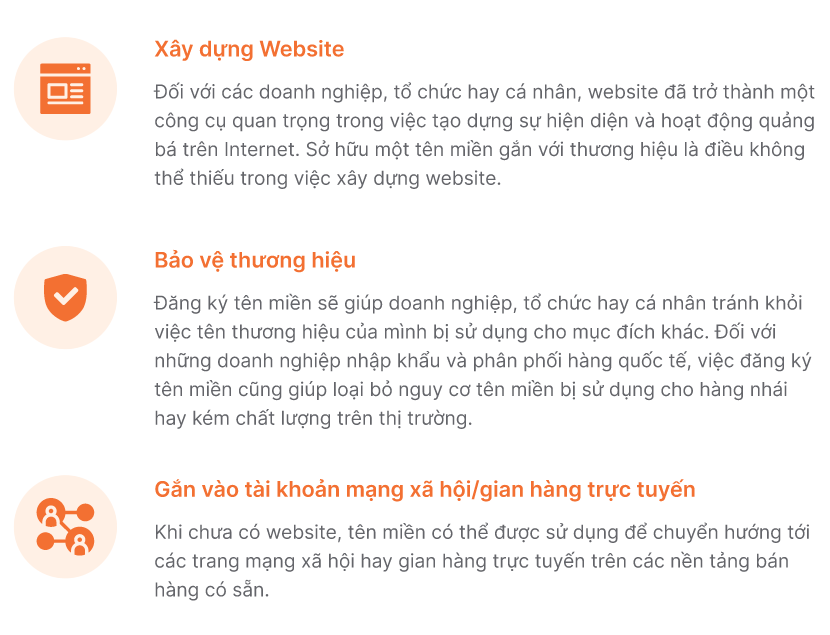 Xây dựng Website
Đối với các doanh nghiệp, tổ chức hay cá nhân, website đã trở thành một
công cụ quan trọng trong việc tạo dựng sự hiện diện và hoạt động quảng
bá trên Internet. Sở hữu một tên miền gắn với thương hiệu là điều không
thể thiếu trong việc xây dựng website.
Bảo vệ thương hiệu
Đăng ký tên miền sẽ giúp doanh nghiệp, tổ chức hay cá nhân tránh khỏi
việc tên thương hiệu của mình bị sử dụng cho mục đích khác. Đối với
những doanh nghiệp nhập khẩu và phân phối hàng quốc tế, việc đăng ký
tên miền cũng giúp loại bỏ nguy cơ tên miền bị sử dụng cho hàng nhái
hay kém chất lượng trên thị trường.
Gắn vào tài khoản mạng xã hội/gian hàng trực tuyến
Khi chưa có website, tên miền có thể được sử dụng để chuyển hướng tới
các trang mạng xã hội hay gian hàng trực tuyến trên các nền tảng bán
hàng có sẵn.